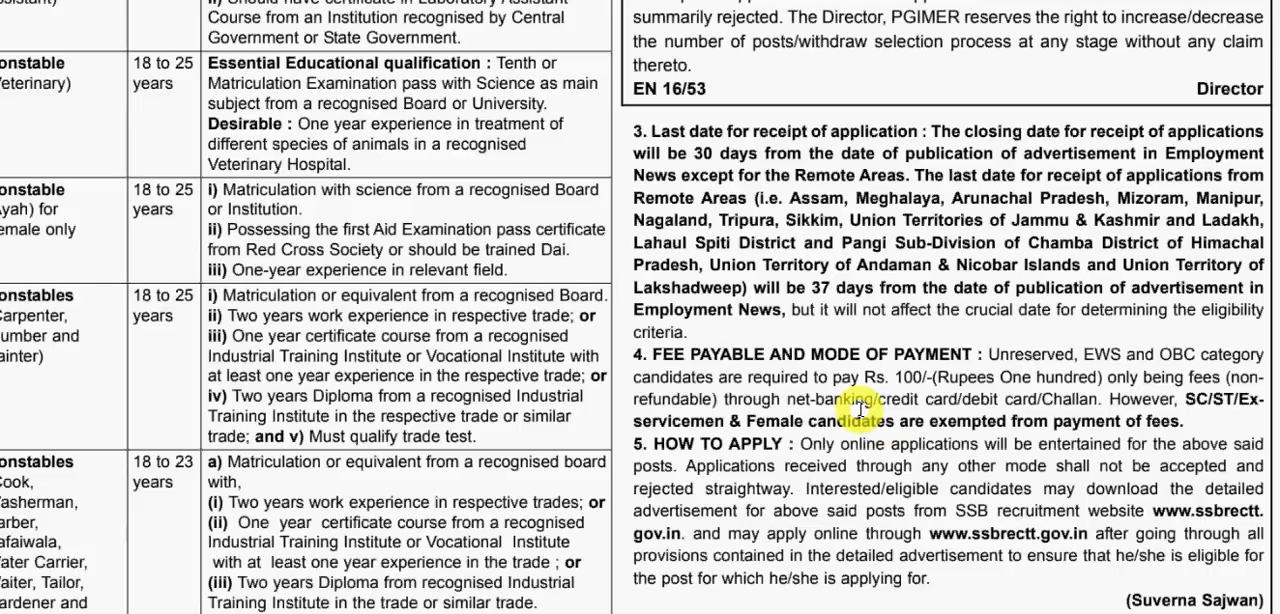 ii) Should have certificate in Laboratory Assistant
Course from an Institution recognised by Central
Government or State Government.
onstable
eterinary)
18 to 25
years
Essential Educational qualification : Tenth or
Matriculation Examination pass with Science as main
subject from a recognised Board or University.
Desirable : One year experience in treatment of
different species of animals in a recognised
Veterinary Hospital.
onstable
yah) for
emale only
18 to 25
years
i) Matriculation with science from a recognised Board
or Institution.
ii) Possessing the first Aid Examination pass certificate
from Red Cross Society or should be trained Dai.
iii) One-year experience in relevant field.
onstables
Carpenter,
umber and
ainter)
18 to 25
years
i) Matriculation or equivalent from a recognised Board.
ii) Two years work experience in respective trade; or
iii) One year certificate course from a recognised
Industrial Training Institute or Vocational Institute with
at least one year experience in the respective trade; or
iv) Two years Diploma from a recognised Industrial
Training Institute in the respective trade or similar
trade; and v) Must qualify trade test.
onstables
Cook,
asherman,
arber,
afaiwala,
ater Carrier,
aiter, Tailor,
ardener and
18 to 23
years
a) Matriculation or equivalent from a recognised board
with,
(i) Two years work experience in respective trades; or
(ii) One year certificate course from a recognised
Industrial Training Institute or Vocational Institute
with at least one year experience in the trade ; or
(iii) Two years Diploma from recognised Industrial
Training Institute in the trade or similar trade.
summarily rejected. The Director, PGIMER reserves the right to increase/decrease
the number of posts/withdraw selection process at any stage without any claim
thereto.
EN 16/53 Director
3. Last date for receipt of application : The closing date for receipt of applications
will be 30 days from the date of publication of advertisement in Employment
News except for the Remote Areas. The last date for receipt of applications from
Remote Areas (i.e. Assam, Meghalaya, Arunachal Pradesh, Mizoram, Manipur,
Nagaland, Tripura, Sikkim, Union Territories of Jammu & Kashmir and Ladakh,
Lahaul Spiti District and Pangi Sub-Division of Chamba District of Himachal
Pradesh, Union Territory of Andaman & Nicobar Islands and Union Territory of
Lakshadweep) will be 37 days from the date of publication of advertisement in
Employment News, but it will not affect the crucial date for determining the eligibility
criteria.
4. FEE PAYABLE AND MODE OF PAYMENT : Unreserved, EWS and OBC category
candidates are required to pay Rs. 100/-(Rupees One hundred) only being fees (non-
refundable) through net-banking/credit card/debit card/Challan. However, SC/ST/Ex-
servicemen & Female candidates are exempted from payment of fees.
5. HOW TO APPLY : Only online applications will be entertained for the above said
posts. Applications received through any other mode shall not be accepted and
rejected straightway. Interested/eligible candidates may download the detailed
advertisement for above said posts from SSB recruitment website www.ssbrectt.
gov.in. and may apply online through www.ssbrectt.gov.in after going through all
provisions contained in the detailed advertisement to ensure that he/she is eligible for
the post for which he/she is applying for.
(Suverna Sajwan)